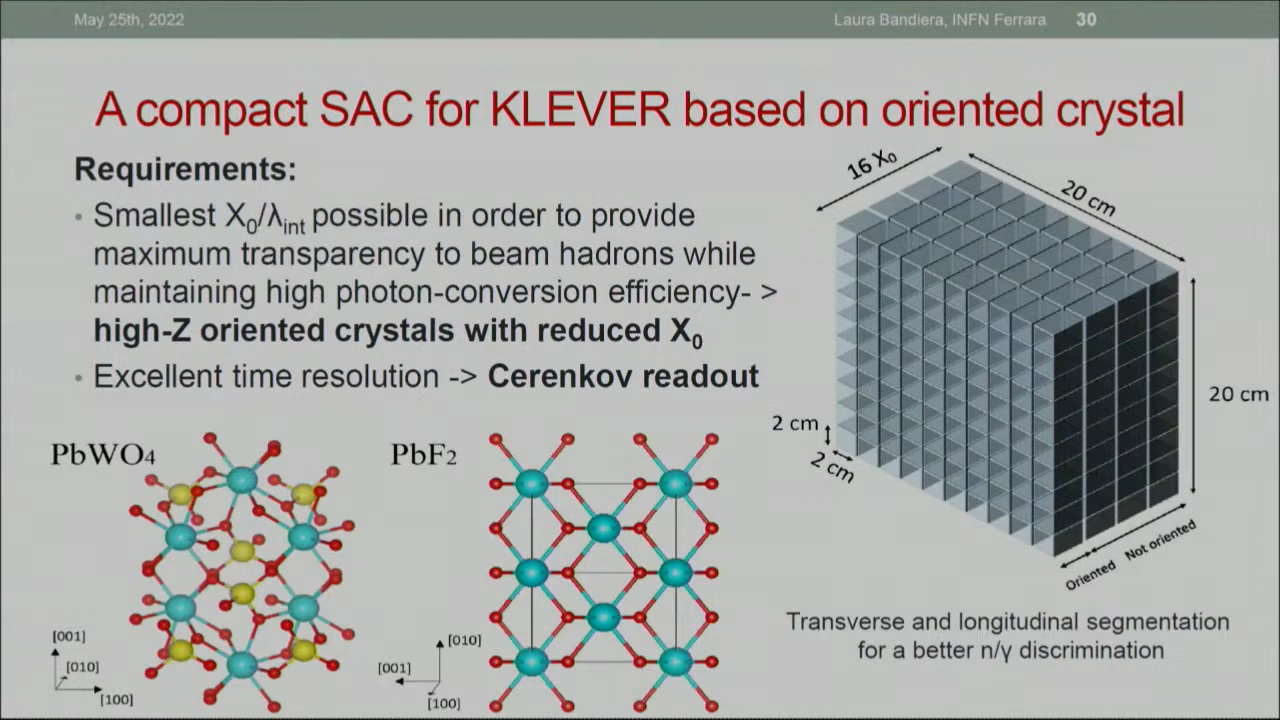 May 25th, 2022
Laura Bandiera, INFN Ferrara 30
A compact SAC for KLEVER based on oriented crystal
Requirements:
• Smallest X₀/λint possible in order to provide
maximum transparency to beam hadrons while
maintaining high photon-conversion efficiency- >
high-Z oriented crystals with reduced X₀
• Excellent time resolution -> Cerenkov readout
16 X₀
20 cm
20 cm
2 cm
2 cm
Oriented
Not oriented
PbWO₄
PbF₂
[001]
[010]
[100]
[010]
[001]
[100]
Transverse and longitudinal segmentation
for a better n/γ discrimination